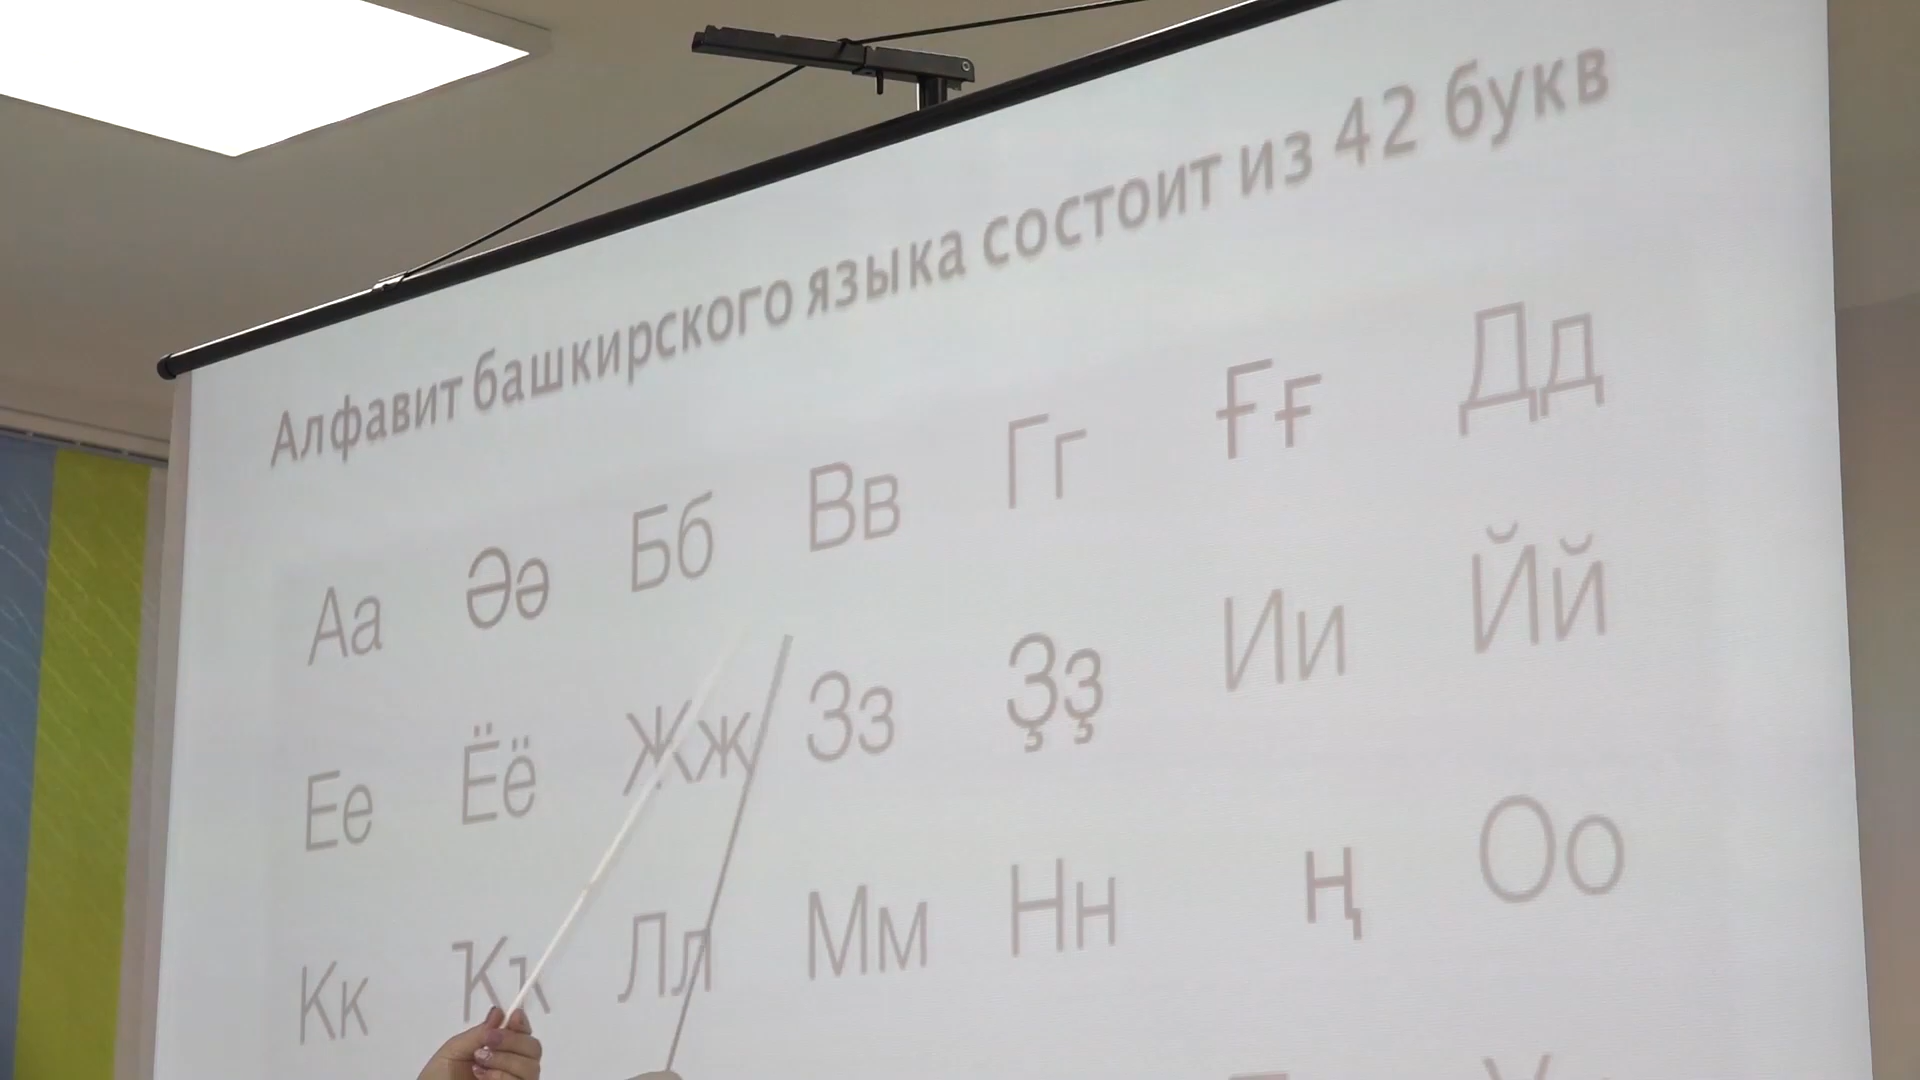 Алфавит башкирского языка состоит из 42 букв
Аа Әә Бб Вв Гг Ғғ Дд
Ее Ёё Жж Зз Ҙҙ Ии Йй
Кк Ҡҡ Лл Мм Нн ң Оо